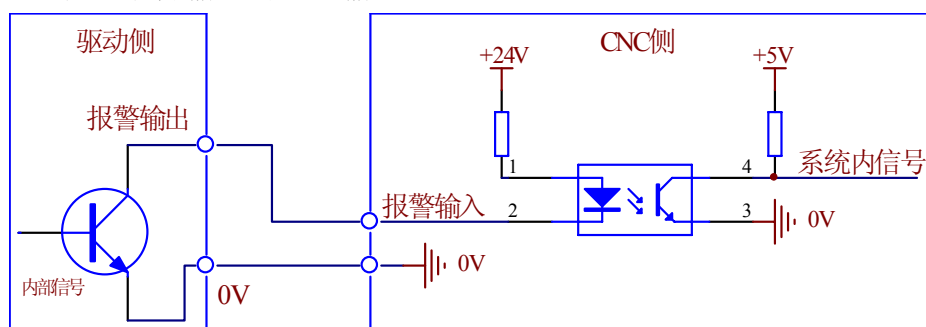 驱动侧
CNC侧
+24V
+5V
报警输出
1
4
系统内信号
报警输入
2
3
0V
0V
内部信号
0V